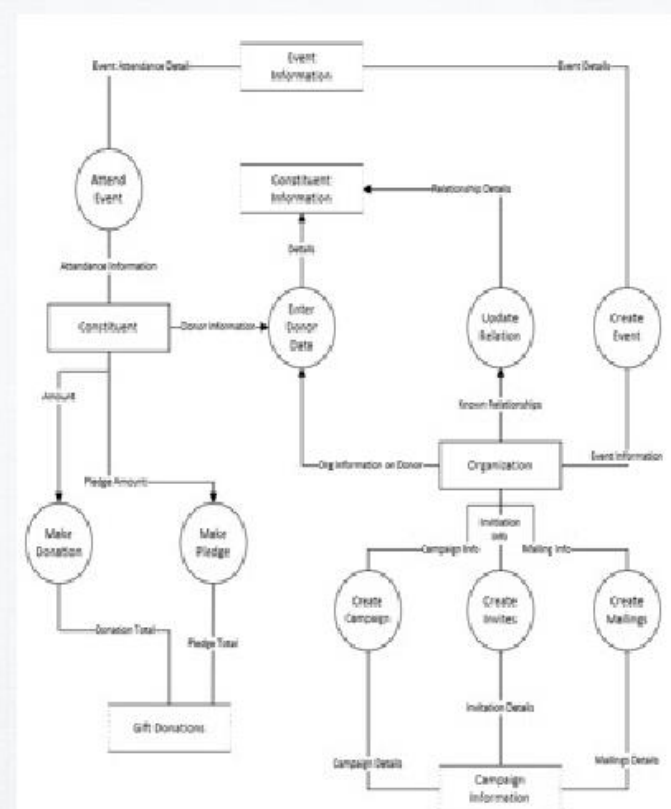 Event Attendance Detail
Event
Information
Event Details
Attend
Event
Constituent
Information
Relationship Details
Details
Attendance Information
Constituent
Donor Information
Enter
Donor
Data
Update
Relation
Create
Event
Amount
Known Relationships
Org Information on Donor
Organization
Event Information
Pledge Amount
Make
Donation
Make
Pledge
Invitiation
Info
Campaign Info
Mailing Info
Create
Campaign
Create
Invites
Create
Mailings
Donation Total
Pledge Total
Gift Donations
Invitation Details
Campaign Details
Mailings Details
Campaign
Information